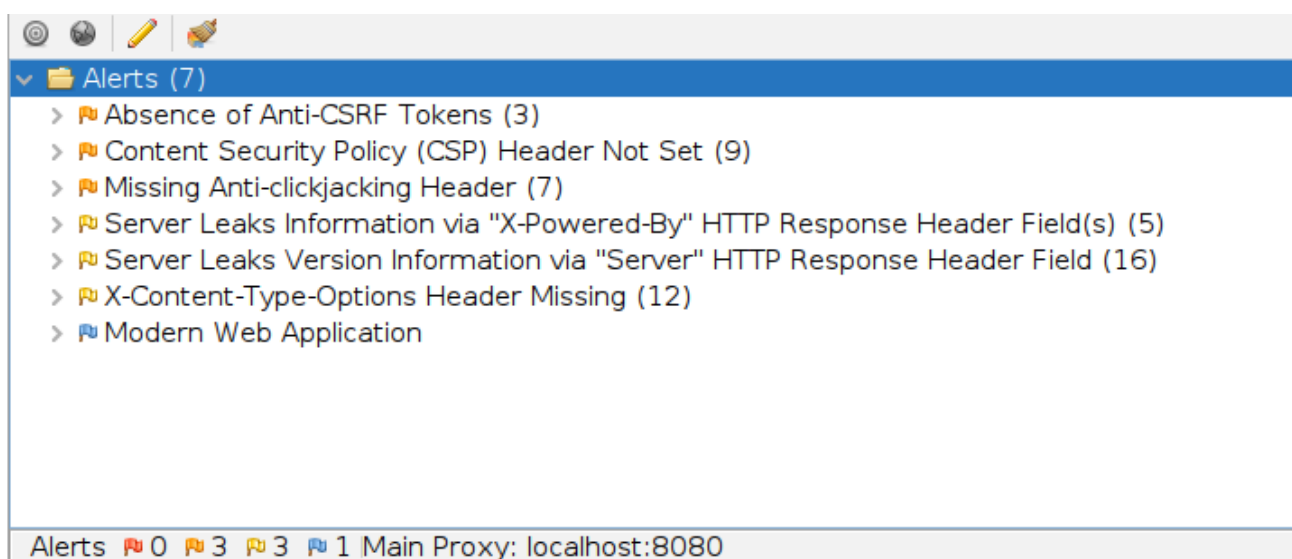 Alerts (7)
Absence of Anti-CSRF Tokens (3)
Content Security Policy (CSP) Header Not Set (9)
Missing Anti-clickjacking Header (7)
Server Leaks Information via "X-Powered-By" HTTP Response Header Field(s) (5)
Server Leaks Version Information via "Server" HTTP Response Header Field (16)
X-Content-Type-Options Header Missing (12)
Modern Web Application
Alerts 0 3 3 1 Main Proxy: localhost:8080